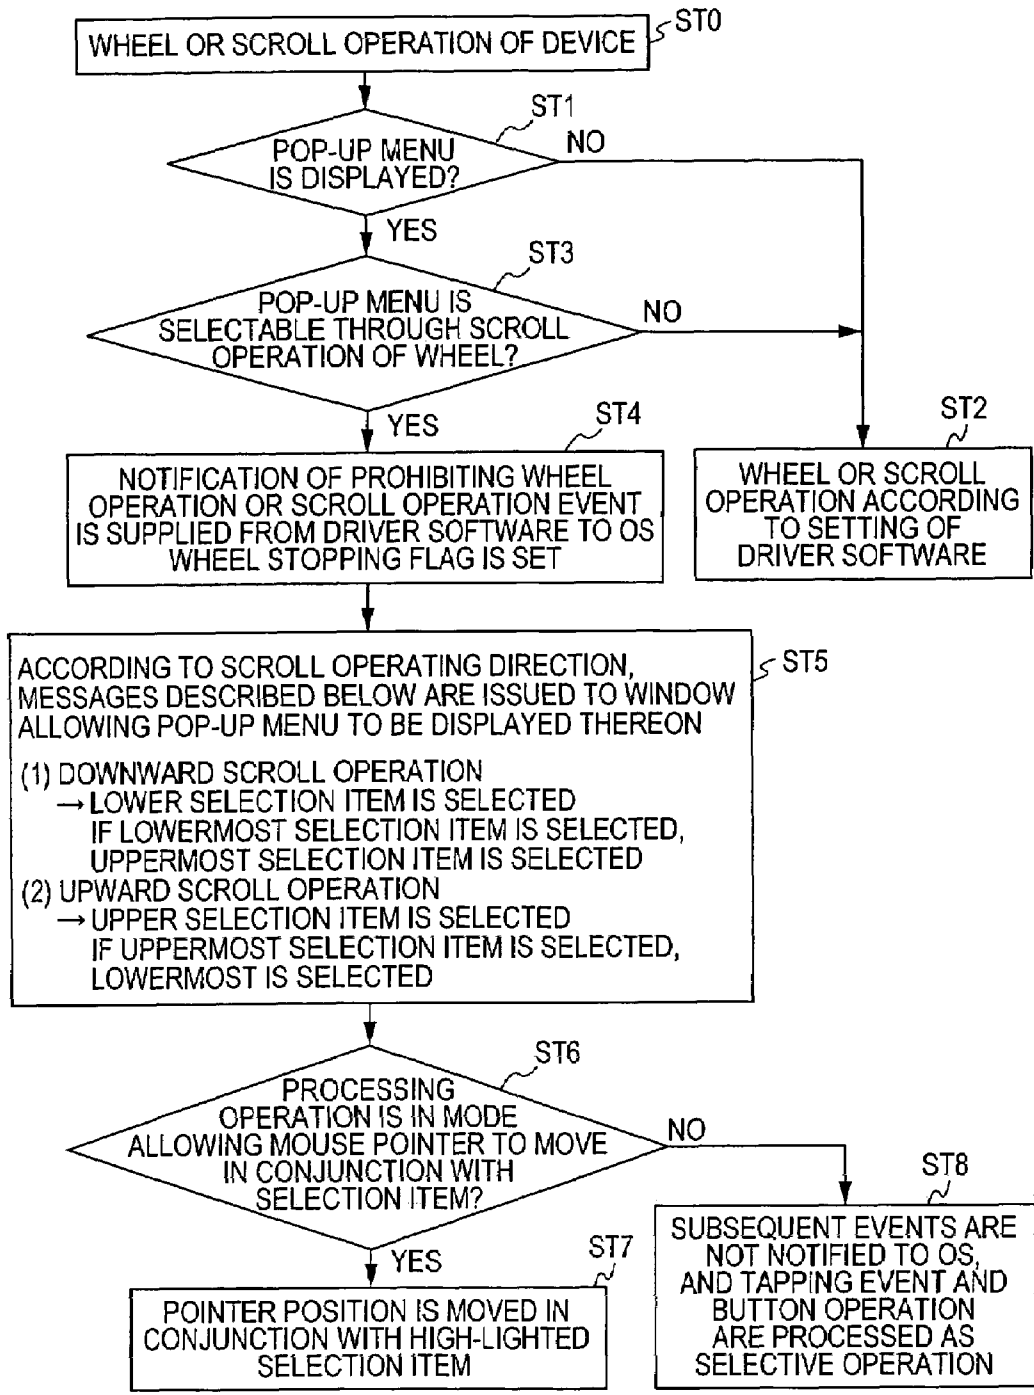 WHEEL OR SCROLL OPERATION OF DEVICE
ST0
ST1
POP-UP MENU
IS DISPLAYED?
NO
YES
ST3
POP-UP MENU IS
SELECTABLE THROUGH SCROLL
OPERATION OF WHEEL?
NO
YES
ST4
NOTIFICATION OF PROHIBITING WHEEL
OPERATION OR SCROLL OPERATION EVENT
IS SUPPLIED FROM DRIVER SOFTWARE TO OS
WHEEL STOPPING FLAG IS SET
ST2
WHEEL OR SCROLL
OPERATION ACCORDING
TO SETTING OF
DRIVER SOFTWARE
ST5
ACCORDING TO SCROLL OPERATING DIRECTION,
MESSAGES DESCRIBED BELOW ARE ISSUED TO WINDOW
ALLOWING POP-UP MENU TO BE DISPLAYED THEREON
(1) DOWNWARD SCROLL OPERATION
→ LOWER SELECTION ITEM IS SELECTED
IF LOWERMOST SELECTION ITEM IS SELECTED,
UPPERMOST SELECTION ITEM IS SELECTED
(2) UPWARD SCROLL OPERATION
→ UPPER SELECTION ITEM IS SELECTED
IF UPPERMOST SELECTION ITEM IS SELECTED,
LOWERMOST IS SELECTED
ST6
PROCESSING
OPERATION IS IN MODE
ALLOWING MOUSE POINTER TO MOVE
IN CONJUNCTION WITH
SELECTION ITEM?
NO
YES
ST7
POINTER POSITION IS MOVED IN
CONJUNCTION WITH HIGH-LIGHTED
SELECTION ITEM
ST8
SUBSEQUENT EVENTS ARE
NOT NOTIFIED TO OS,
AND TAPPING EVENT AND
BUTTON OPERATION
ARE PROCESSED AS
SELECTIVE OPERATION